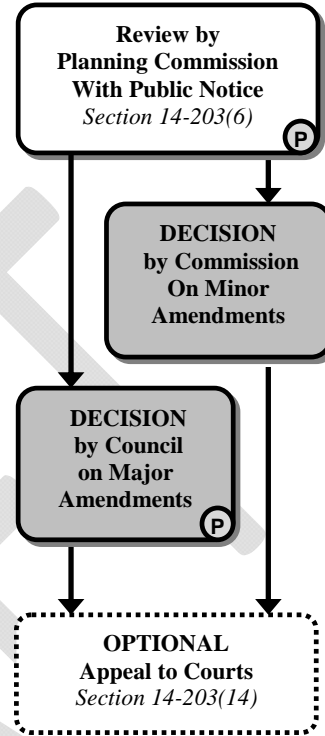 Review by
Planning Commission
With Public Notice
Section 14-203(6)
P
DECISION
by Commission
On Minor
Amendments
DECISION
by Council
on Major
Amendments
P
OPTIONAL
Appeal to Courts
Section 14-203(14)